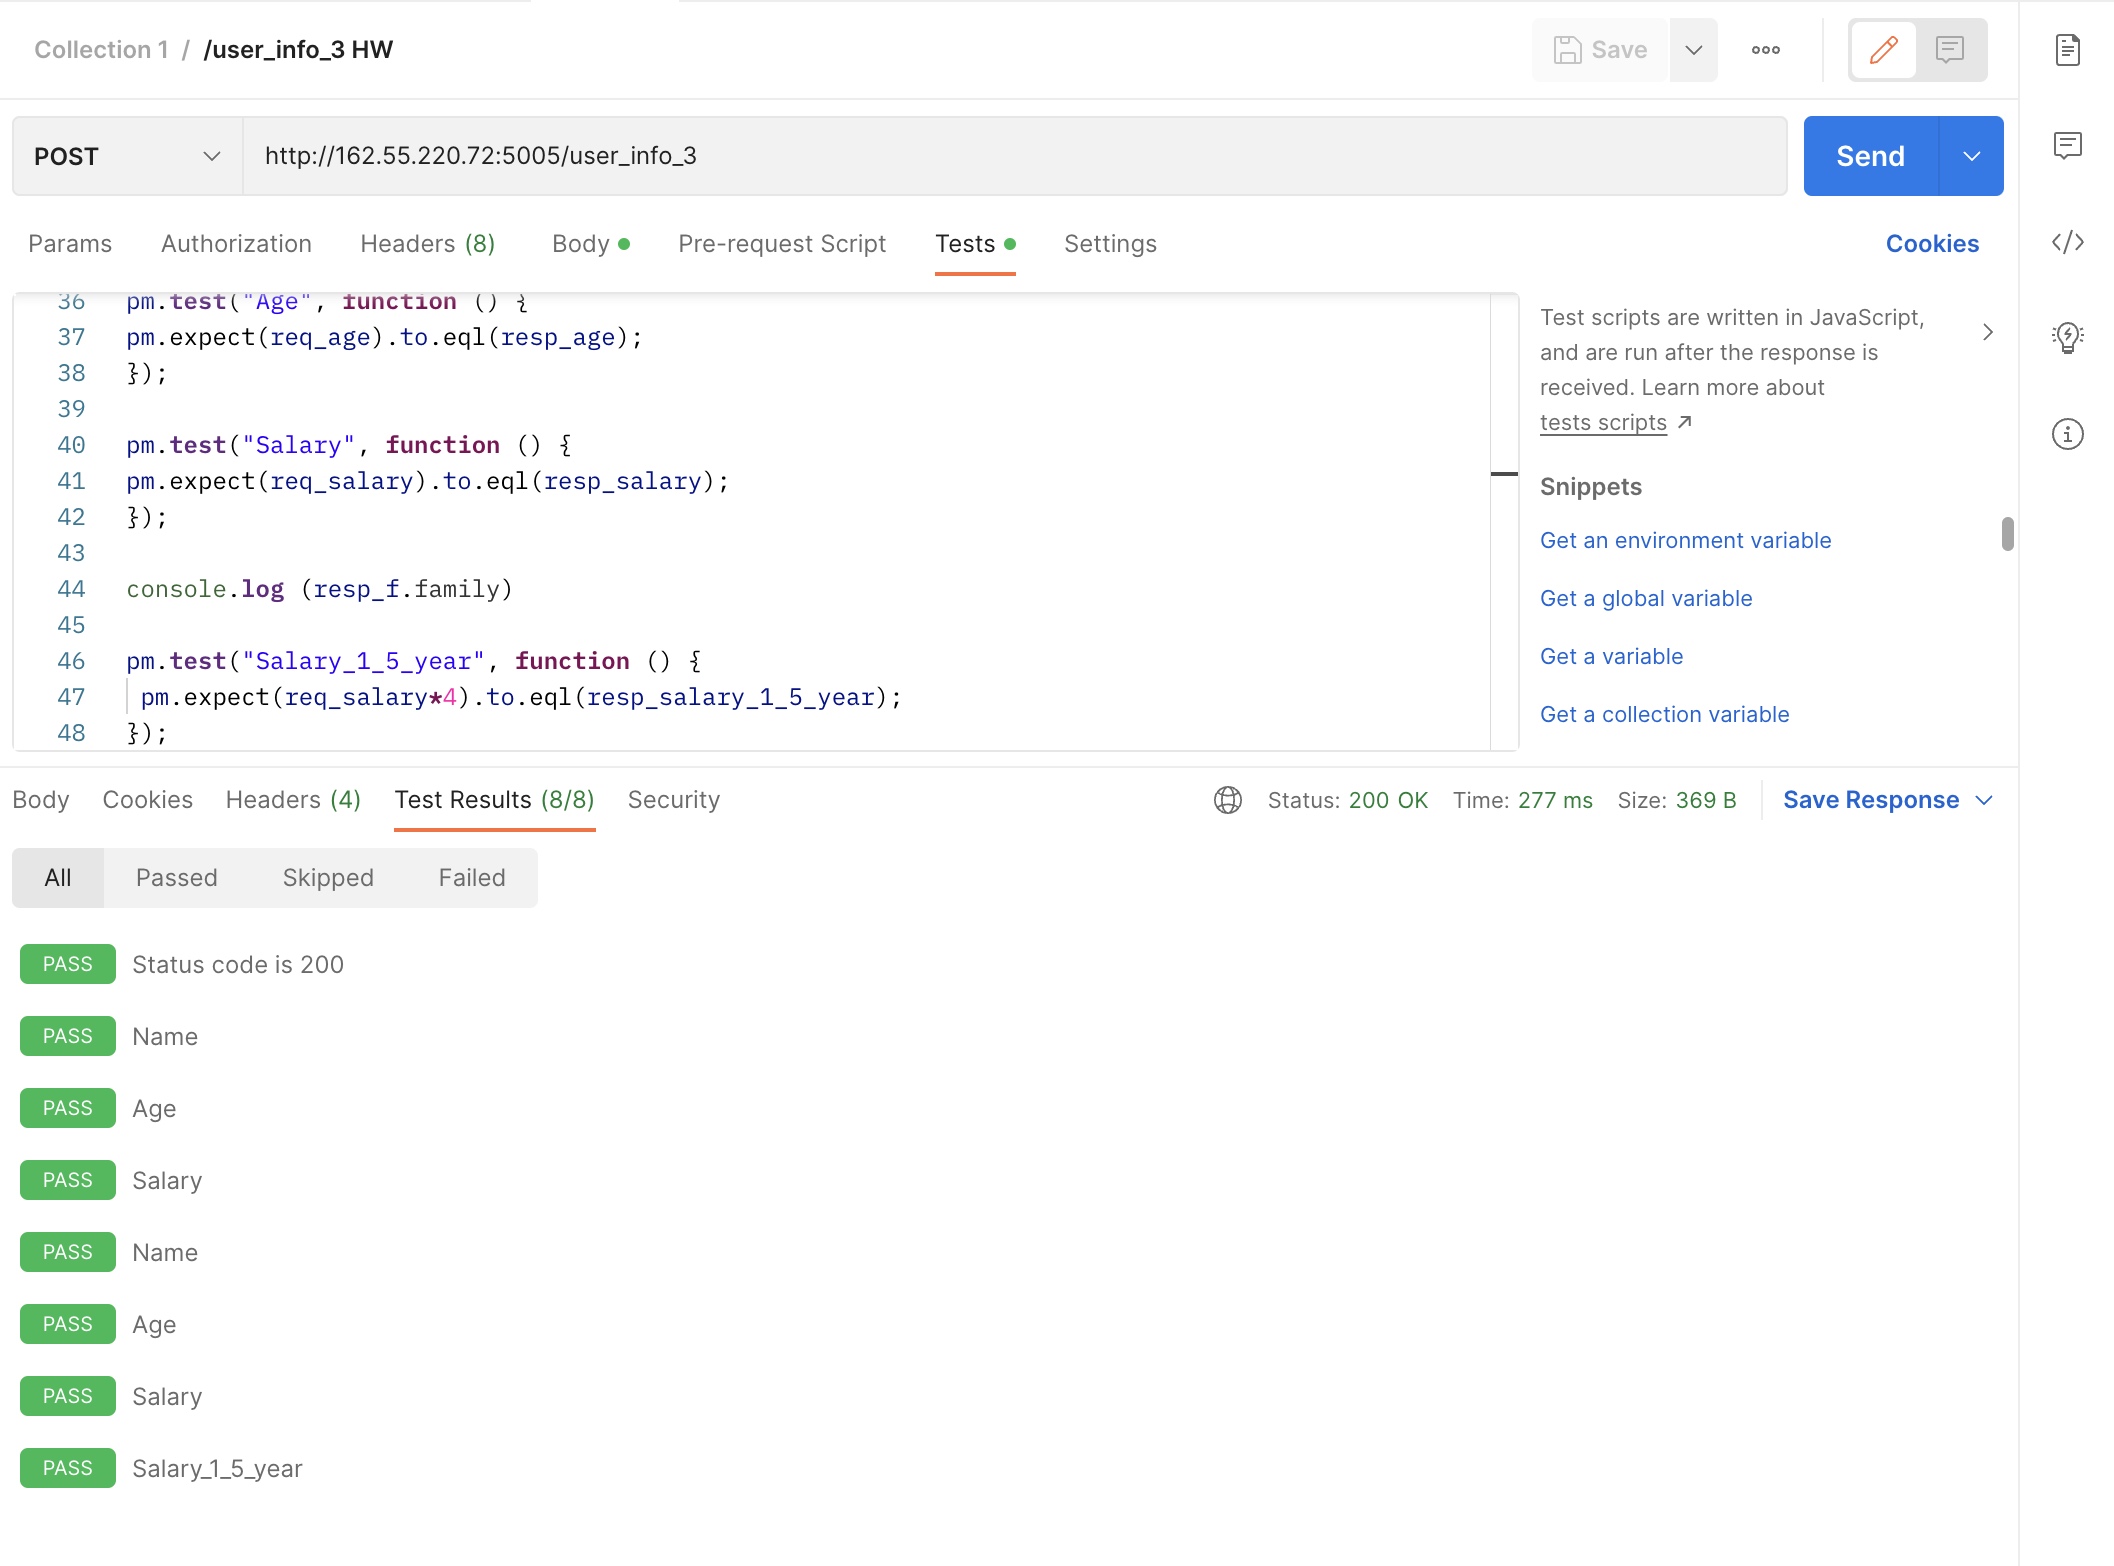 Collection 1 / /user_info_3 HW
Save
POST http://162.55.220.72:5005/user_info_3 Send
Params Authorization Headers (8) Body Pre-request Script Tests Settings Cookies
36 pm.test("Age", function () {
37 pm.expect(req_age).to.eql(resp_age);
38 });
39
40 pm.test("Salary", function () {
41 pm.expect(req_salary).to.eql(resp_salary);
42 });
43
44 console.log (resp_f.family)
45
46 pm.test("Salary_1_5_year", function () {
47 pm.expect(req_salary*4).to.eql(resp_salary_1_5_year);
48 });
Test scripts are written in JavaScript,
and are run after the response is
received. Learn more about
tests scripts ↗
Snippets
Get an environment variable
Get a global variable
Get a variable
Get a collection variable
Body Cookies Headers (4) Test Results (8/8) Security Status: 200 OK Time: 277 ms Size: 369 B Save Response
All Passed Skipped Failed
PASS Status code is 200
PASS Name
PASS Age
PASS Salary
PASS Name
PASS Age
PASS Salary
PASS Salary_1_5_year